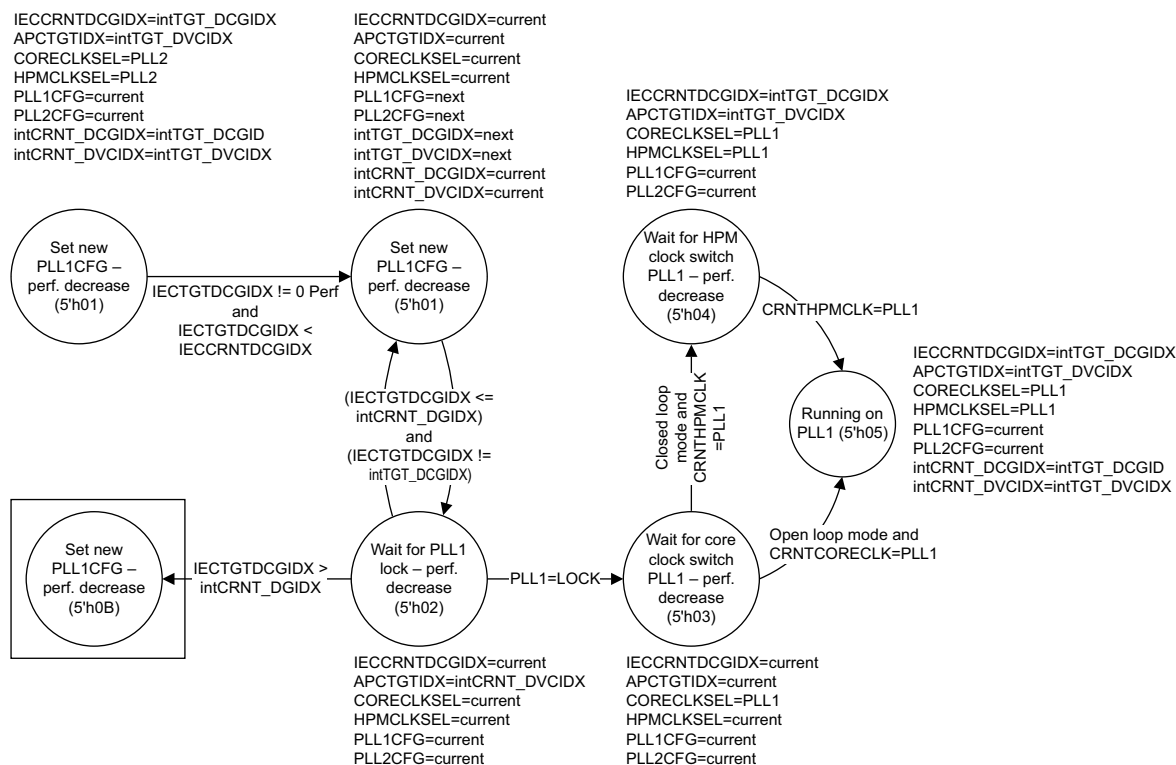 IECCRNTDCGIDX=intTGT_DCGIDX
APCTGTIDX=intTGT_DVCIDX
CORECLKSEL=PLL2
HPMCLKSEL=PLL2
PLL1CFG=current
PLL2CFG=current
intCRNT_DCGIDX=intTGT_DCGID
intCRNT_DVCIDX=intTGT_DVCIDX
IECCRNTDCGIDX=current
APCTGTIDX=current
CORECLKSEL=current
HPMCLKSEL=current
PLL1CFG=next
PLL2CFG=next
intTGT_DCGIDX=next
intTGT_DVCIDX=next
intCRNT_DCGIDX=current
intCRNT_DVCIDX=current
IECCRNTDCGIDX=intTGT_DCGIDX
APCTGTIDX=intTGT_DVCIDX
CORECLKSEL=PLL1
HPMCLKSEL=PLL1
PLL1CFG=current
PLL2CFG=current
Set new
PLL1CFG –
perf. decrease
(5'h01)
IECTGTDCGIDX != 0 Perf
and
IECTGTDCGIDX <
IECCRNTDCGIDX
Set new
PLL1CFG –
perf. decrease
(5'h01)
Wait for HPM
clock switch
PLL1 – perf.
decrease
(5'h04)
CRNTHPMCLK=PLL1
(IECTGTDCGIDX <=
intCRNT_DGIDX)
and
(IECTGTDCGIDX !=
intTGT_DCGIDX)
Closed loop
mode and
CRNTHPMCLK
=PLL1
Running on
PLL1 (5'h05)
IECCRNTDCGIDX=intTGT_DCGIDX
APCTGTIDX=intTGT_DVCIDX
CORECLKSEL=PLL1
HPMCLKSEL=PLL1
PLL1CFG=current
PLL2CFG=current
intCRNT_DCGIDX=intTGT_DCGID
intCRNT_DVCIDX=intTGT_DVCIDX
Set new
PLL1CFG –
perf. decrease
(5'h0B)
IECTGTDCGIDX >
intCRNT_DGIDX
Wait for PLL1
lock – perf.
decrease
(5'h02)
PLL1=LOCK
Wait for core
clock switch
PLL1 – perf.
decrease
(5'h03)
Open loop mode and
CRNTCORECLK=PLL1
IECCRNTDCGIDX=current
APCTGTIDX=intCRNT_DVCIDX
CORECLKSEL=current
HPMCLKSEL=current
PLL1CFG=current
PLL2CFG=current
IECCRNTDCGIDX=current
APCTGTIDX=current
CORECLKSEL=PLL1
HPMCLKSEL=current
PLL1CFG=current
PLL2CFG=current